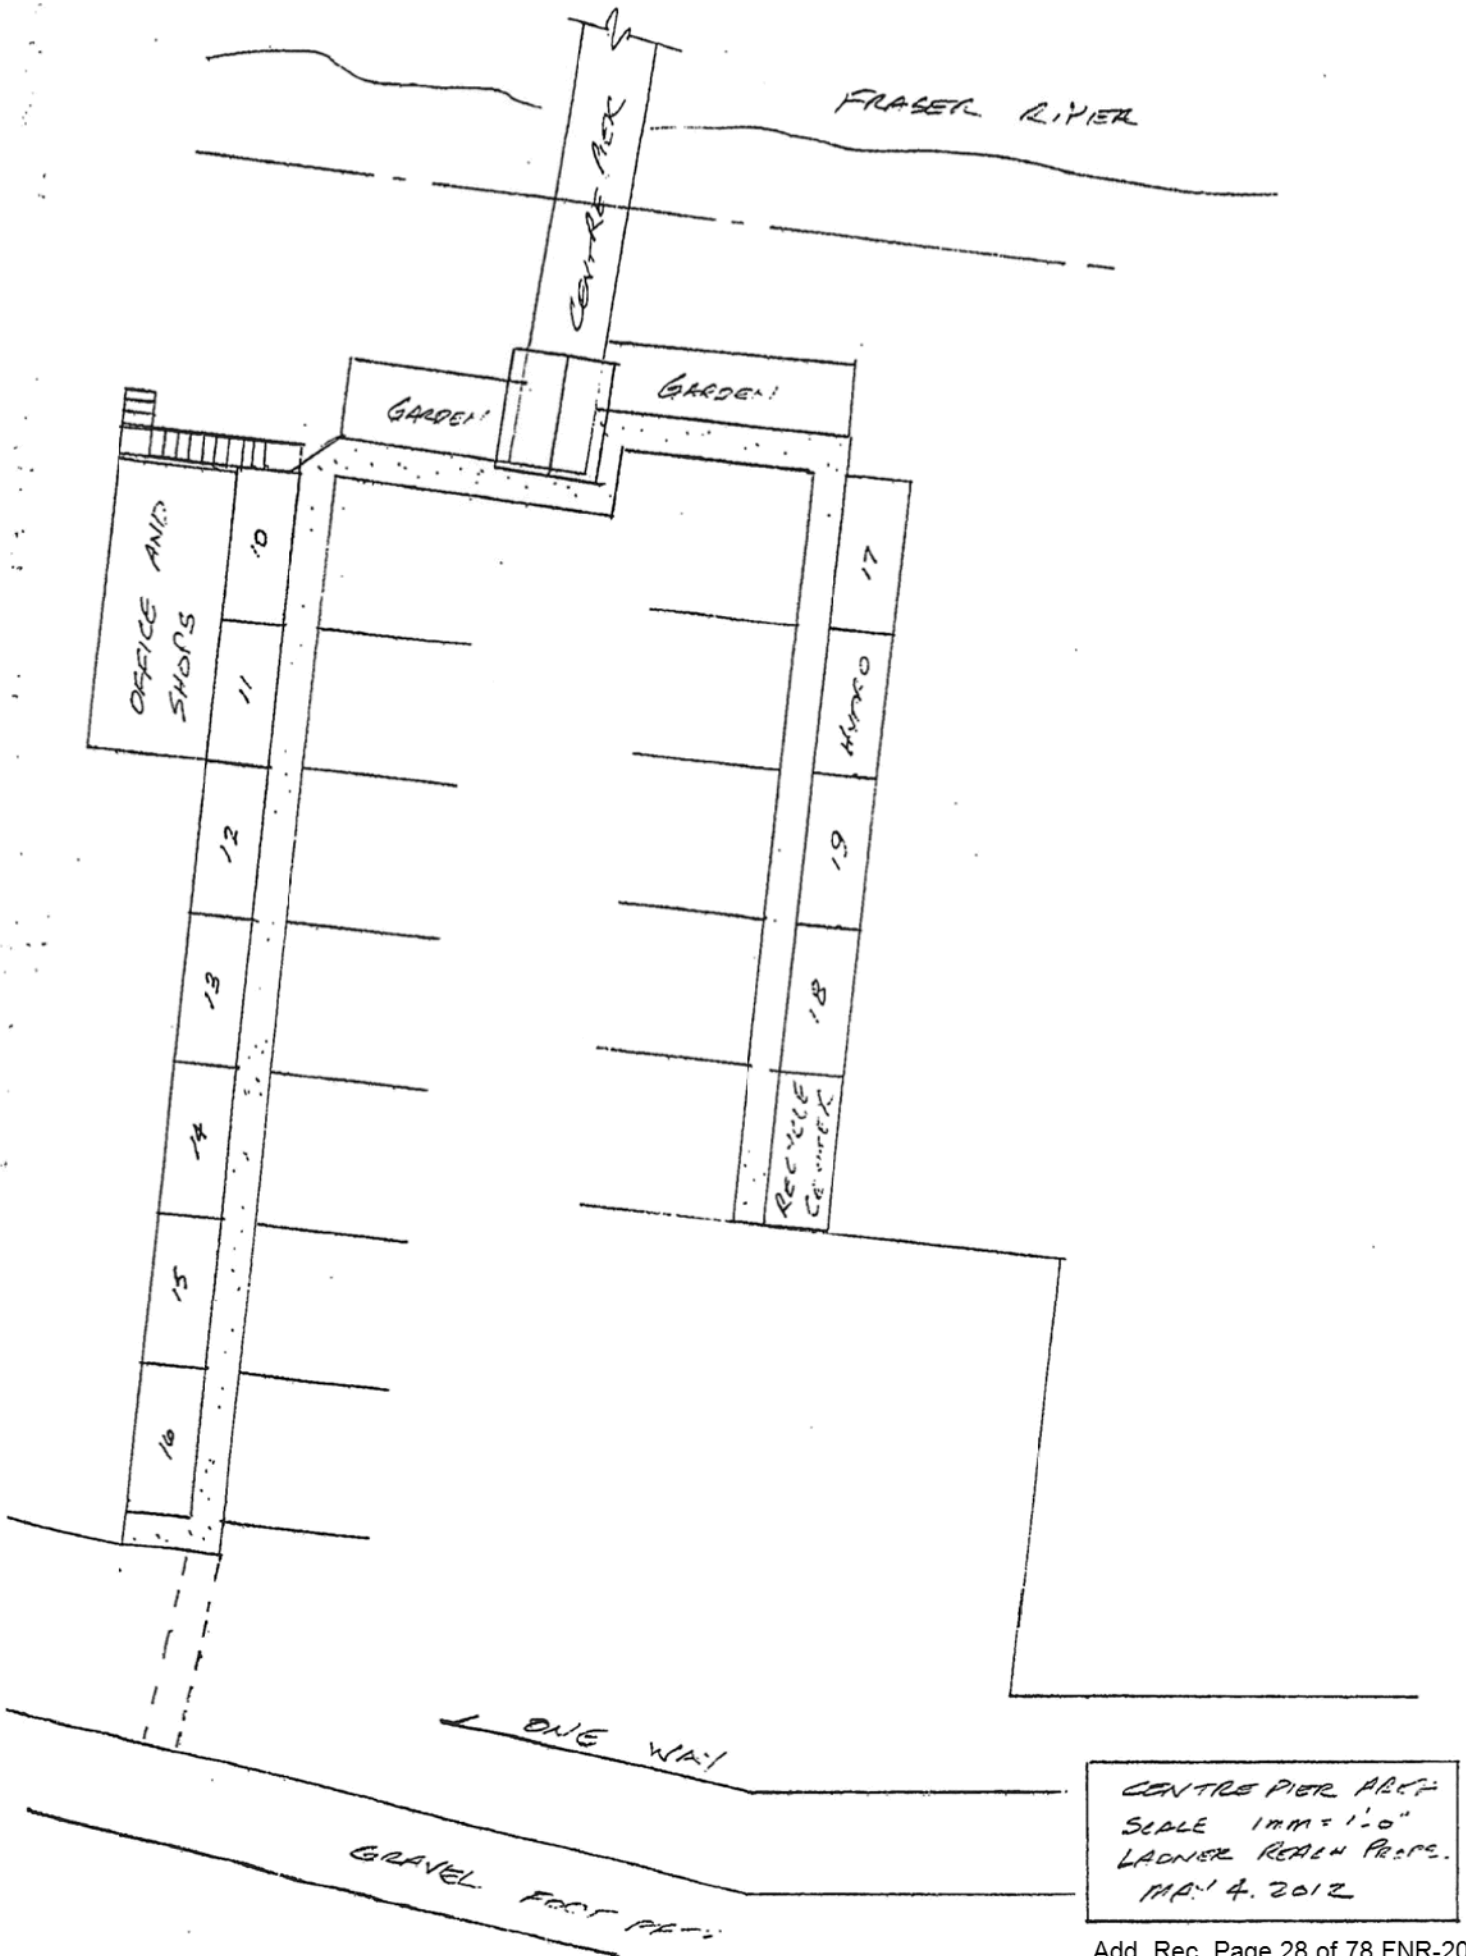 FRASER RIVER
CENTRE PIER
GARDEN
GARDEN
OFFICE AND
SHOPS
10
11
12
13
14
15
16
17
HYDRO
19
18
RECYCLE
ONE WAY
GRAVEL FOOT
CENTRE PIER AREA
SCALE 1mm = 1'-0"
LADNER REACH PROPS.
MAY 4. 2012
Add. Rec. Page 28 of 78 FNR-20